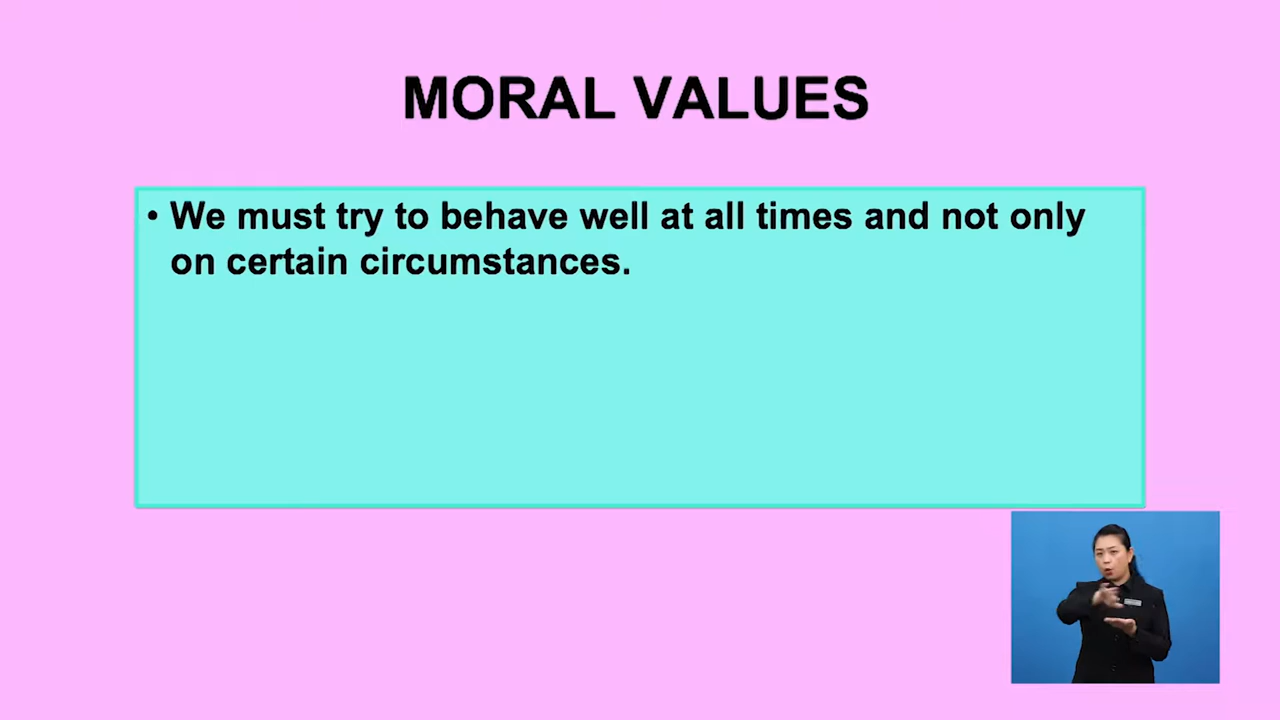 MORAL VALUES
• We must try to behave well at all times and not only
on certain circumstances.